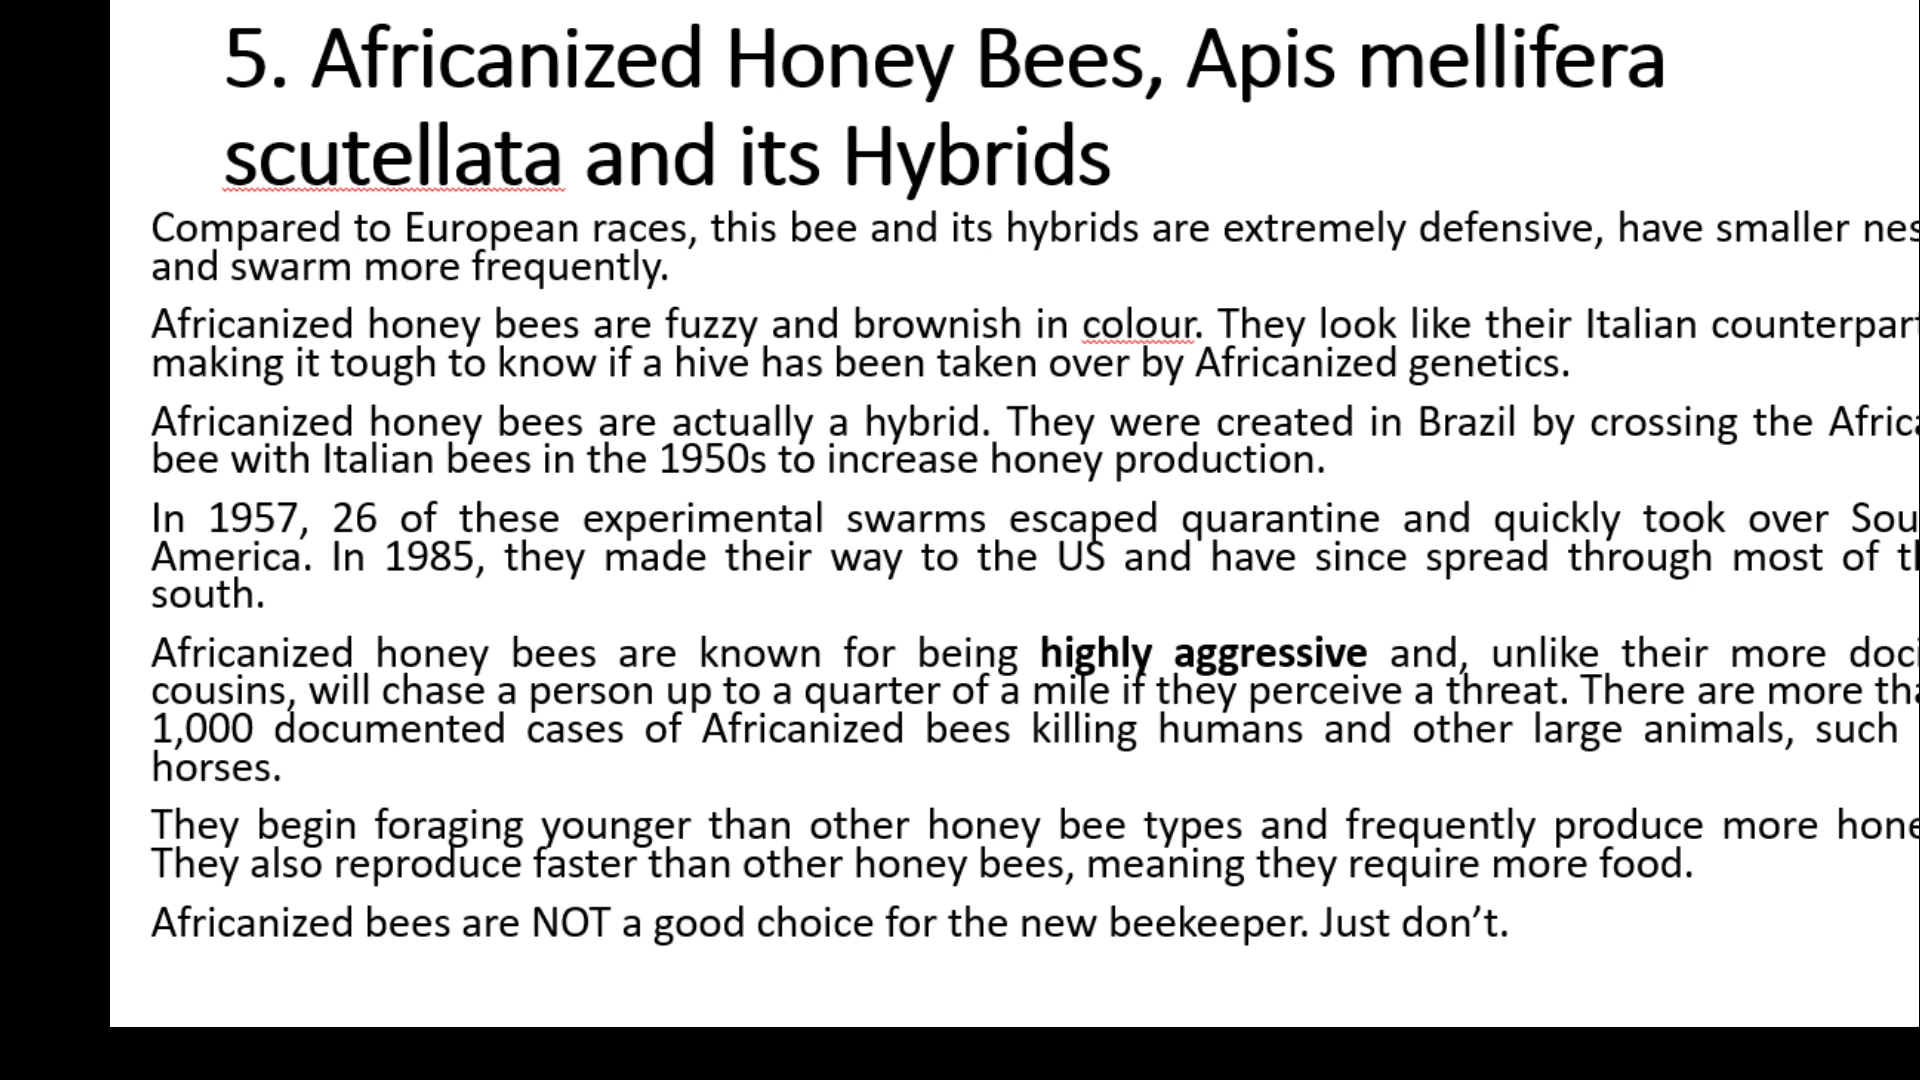 5. Africanized Honey Bees, Apis mellifera
scutellata and its Hybrids
Compared to European races, this bee and its hybrids are extremely defensive, have smaller
and swarm more frequently.
Africanized honey bees are fuzzy and brownish in colour. They look like their Italian
making it tough to know if a hive has been taken over by Africanized genetics.
Africanized honey bees are actually a hybrid. They were created in Brazil by crossing the
bee with Italian bees in the 1950s to increase honey production.
In 1957, 26 of these experimental swarms escaped quarantine and quickly took over
America. In 1985, they made their way to the US and have since spread through most of
south.
Africanized honey bees are known for being highly aggressive and, unlike their more
cousins, will chase a person up to a quarter of a mile if they perceive a threat. There are more
1,000 documented cases of Africanized bees killing humans and other large animals, such
horses.
They begin foraging younger than other honey bee types and frequently produce more
They also reproduce faster than other honey bees, meaning they require more food.
Africanized bees are NOT a good choice for the new beekeeper. Just don’t.